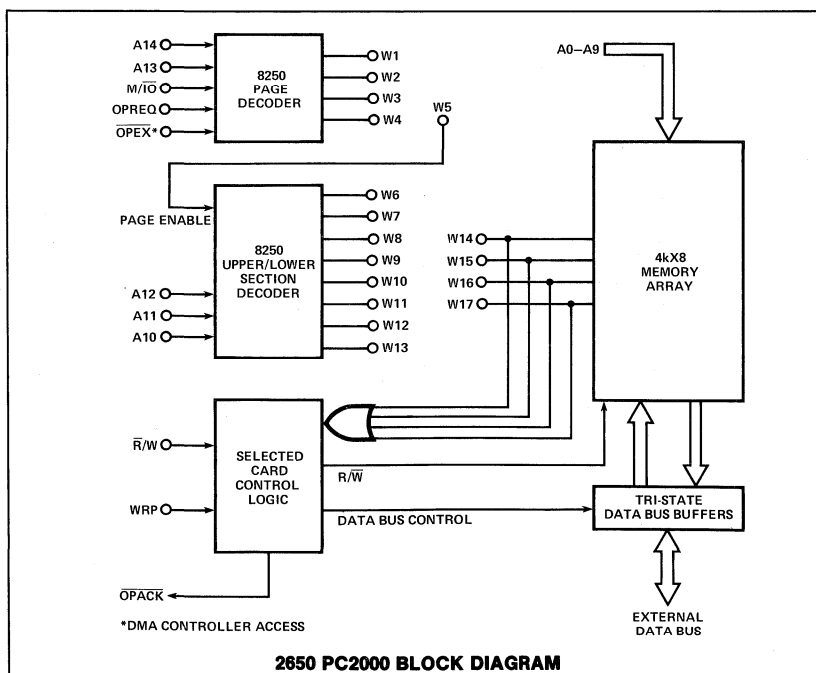 A14
A13
M/I̅O̅
OPREQ
O̅P̅E̅X̅*
8250
PAGE
DECODER
W1
W2
W3
W4
W5
A0–A9
PAGE ENABLE
8250
UPPER/LOWER
SECTION
DECODER
A12
A11
A10
W6
W7
W8
W9
W10
W11
W12
W13
W14
W15
W16
W17
4kX8
MEMORY
ARRAY
R̅/W
WRP
SELECTED
CARD
CONTROL
LOGIC
R/W̅
DATA BUS CONTROL
TRI-STATE
DATA BUS BUFFERS
O̅P̅A̅C̅K̅
*DMA CONTROLLER ACCESS
EXTERNAL
DATA BUS
2650 PC2000 BLOCK DIAGRAM